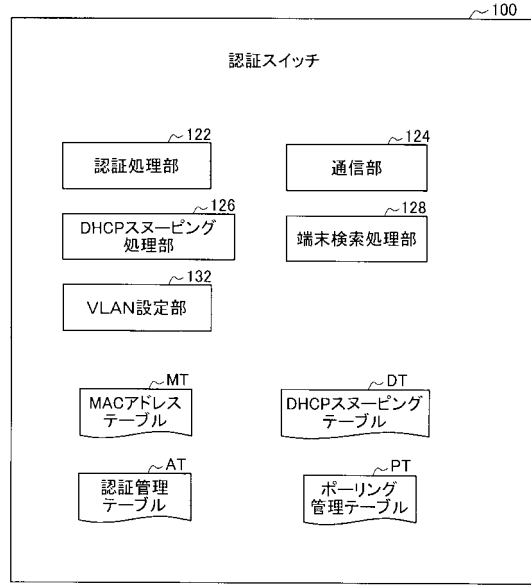 100
認証スイッチ
122
認証処理部
124
通信部
126
DHCPスヌーピング
処理部
128
端末検索処理部
132
VLAN設定部
MT
MACアドレス
テーブル
DT
DHCPスヌーピング
テーブル
AT
認証管理
テーブル
PT
ポーリング
管理テーブル